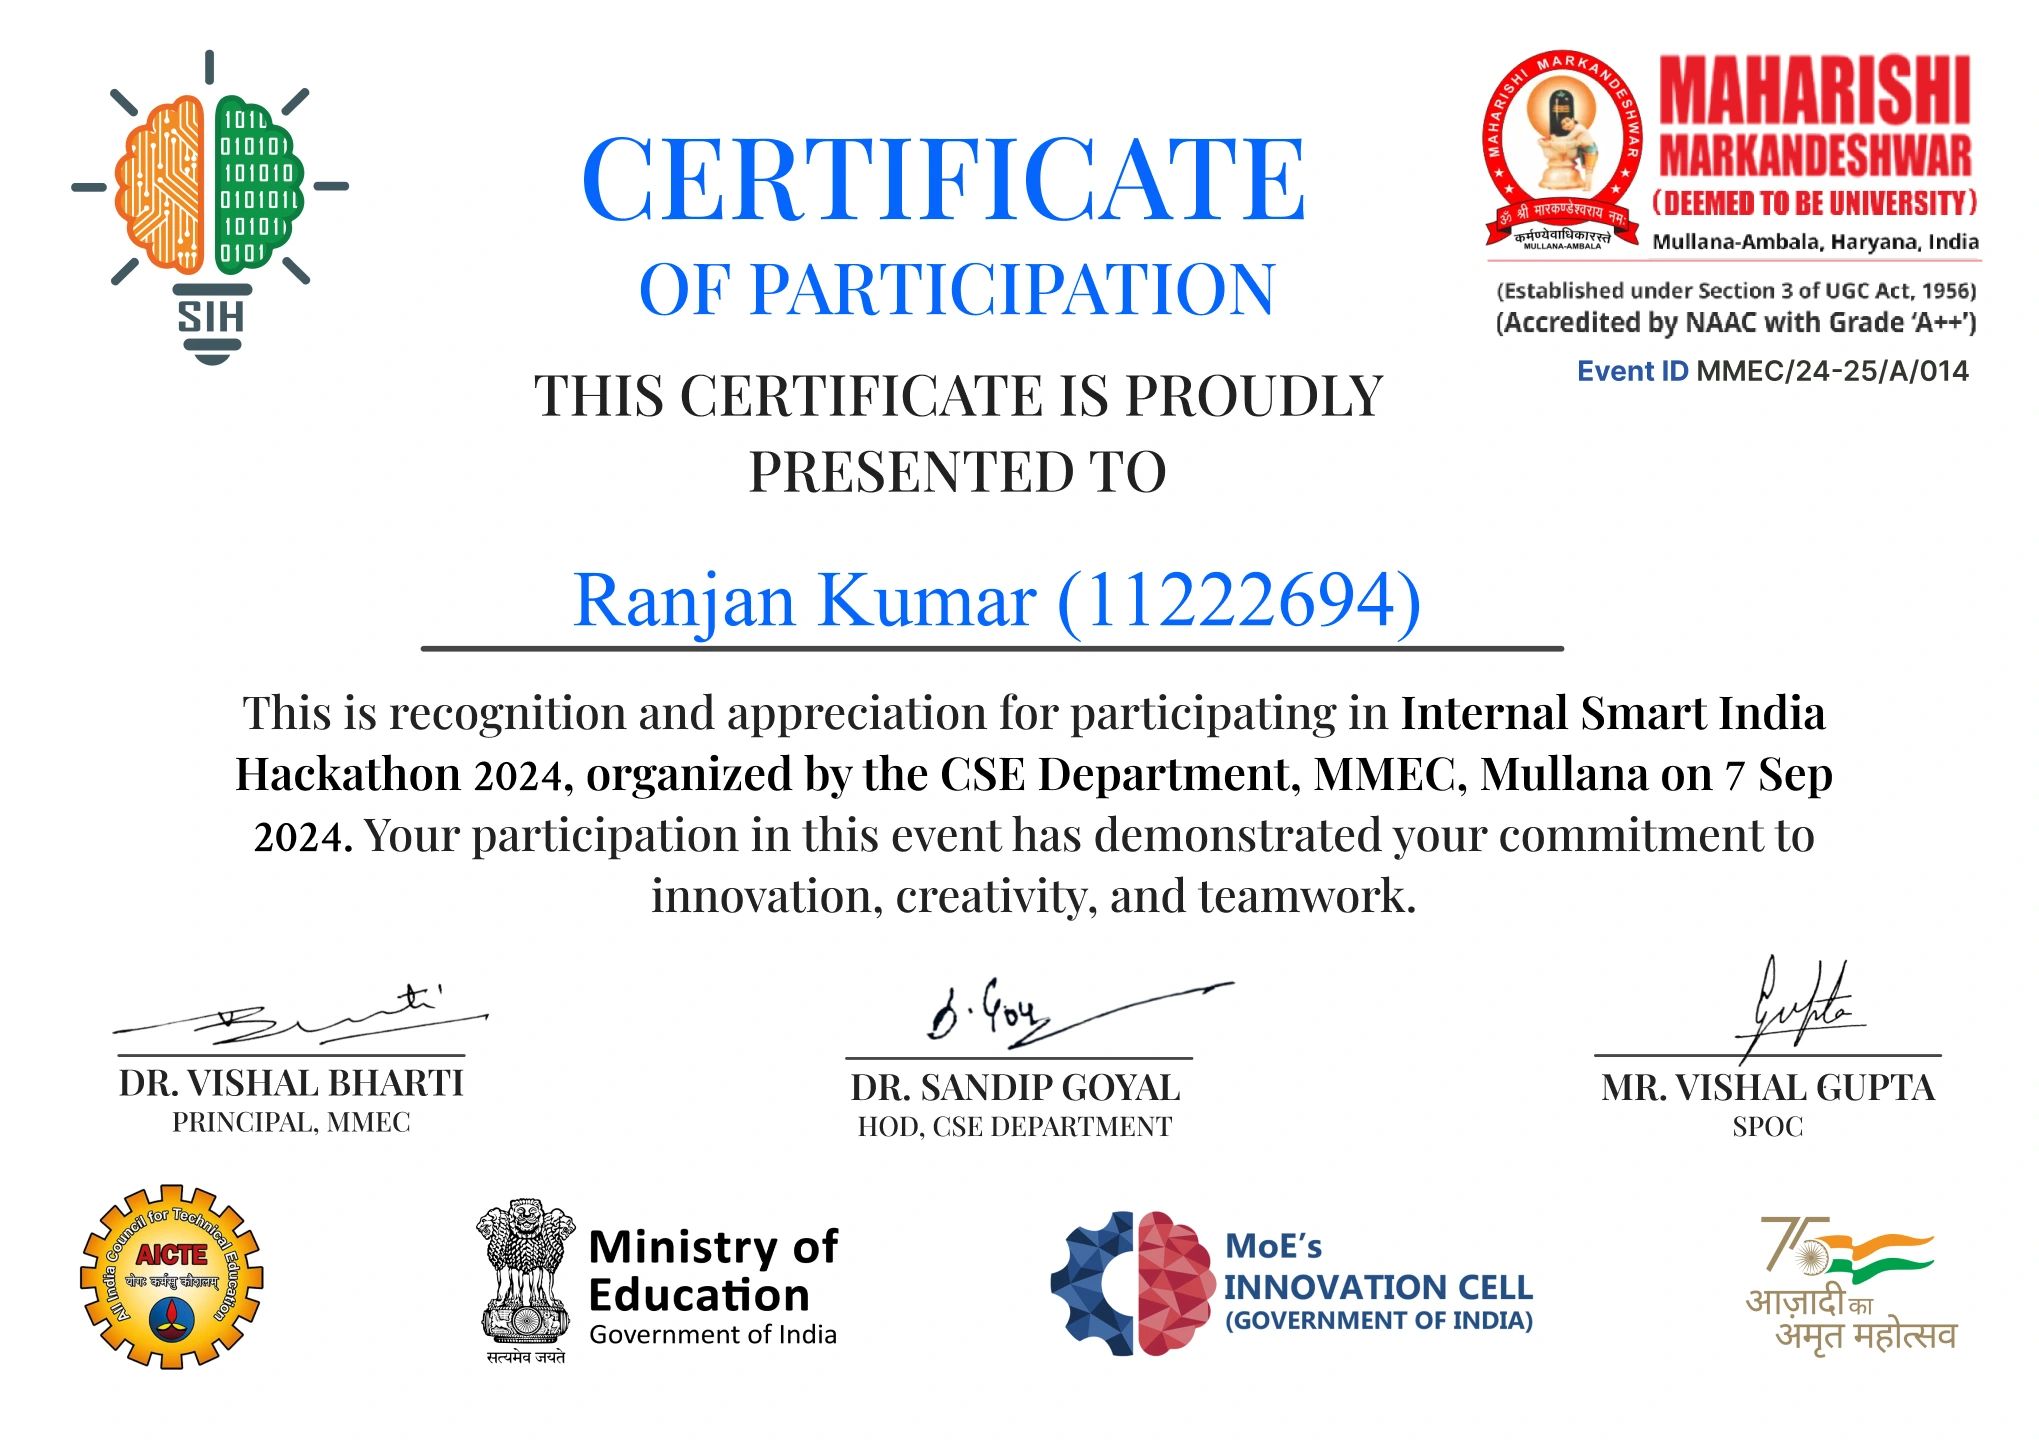 1011
010101
101010
010101
10101
0101
SIH
CERTIFICATE
OF PARTICIPATION
THIS CERTIFICATE IS PROUDLY
PRESENTED TO
MAHARISHI MARKANDESHWAR
ॐ श्री मारकण्डेश्वराय नमः
कर्मण्येवाधिकारस्ते
MULLANA-AMBALA
MAHARISHI
MARKANDESHWAR
(DEEMED TO BE UNIVERSITY)
Mullana-Ambala, Haryana, India
(Established under Section 3 of UGC Act, 1956)
(Accredited by NAAC with Grade ‘A++’)
Event ID MMEC/24-25/A/014
Ranjan Kumar (11222694)
This is recognition and appreciation for participating in Internal Smart India
Hackathon 2024, organized by the CSE Department, MMEC, Mullana on 7 Sep
2024. Your participation in this event has demonstrated your commitment to
innovation, creativity, and teamwork.
S. Goy
Gupta
DR. VISHAL BHARTI
PRINCIPAL, MMEC
DR. SANDIP GOYAL
HOD, CSE DEPARTMENT
MR. VISHAL GUPTA
SPOC
All India Council for Technical Education
AICTE
योगः कर्मसु कौशलम्
सत्यमेव जयते
Ministry of
Education
Government of India
MoE’s
INNOVATION CELL
(GOVERNMENT OF INDIA)
75
आज़ादी का
अमृत महोत्सव